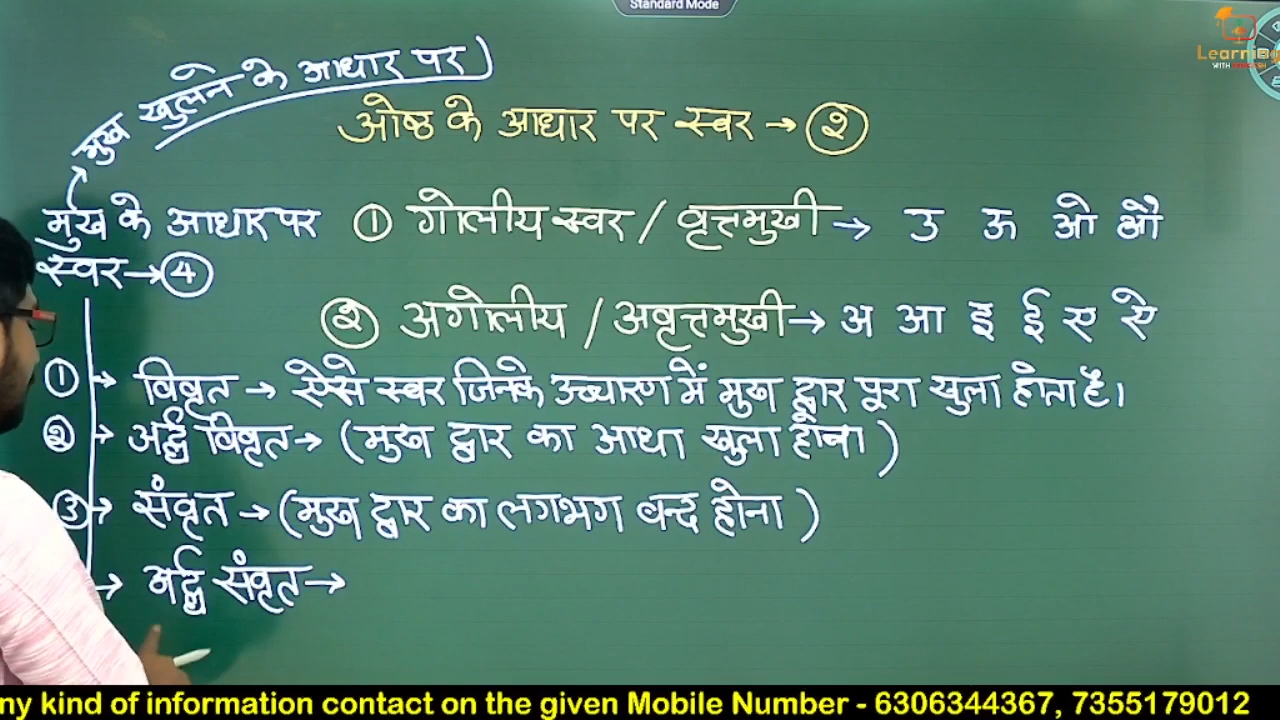 Standard Mode
Learning
मुख खुलने के आधार पर
ओष्ठ के आधार पर स्वर → २
मुख के आधार पर
स्वर → 4
① गोलीय स्वर / वृत्तमुखी → उ ऊ ओ औ
② अगोलीय / अवृत्तमुखी → अ आ इ ई ए ऐ
① → विवृत → ऐसे स्वर जिनके उच्चारण में मुख द्वार पूरा खुला होता है।
② → अर्द्ध विवृत → (मुख द्वार का आधा खुला होना)
③ → संवृत → (मुख द्वार का लगभग बन्द होना)
→ अर्द्ध संवृत →
ny kind of information contact on the given Mobile Number - 6306344367, 7355179012